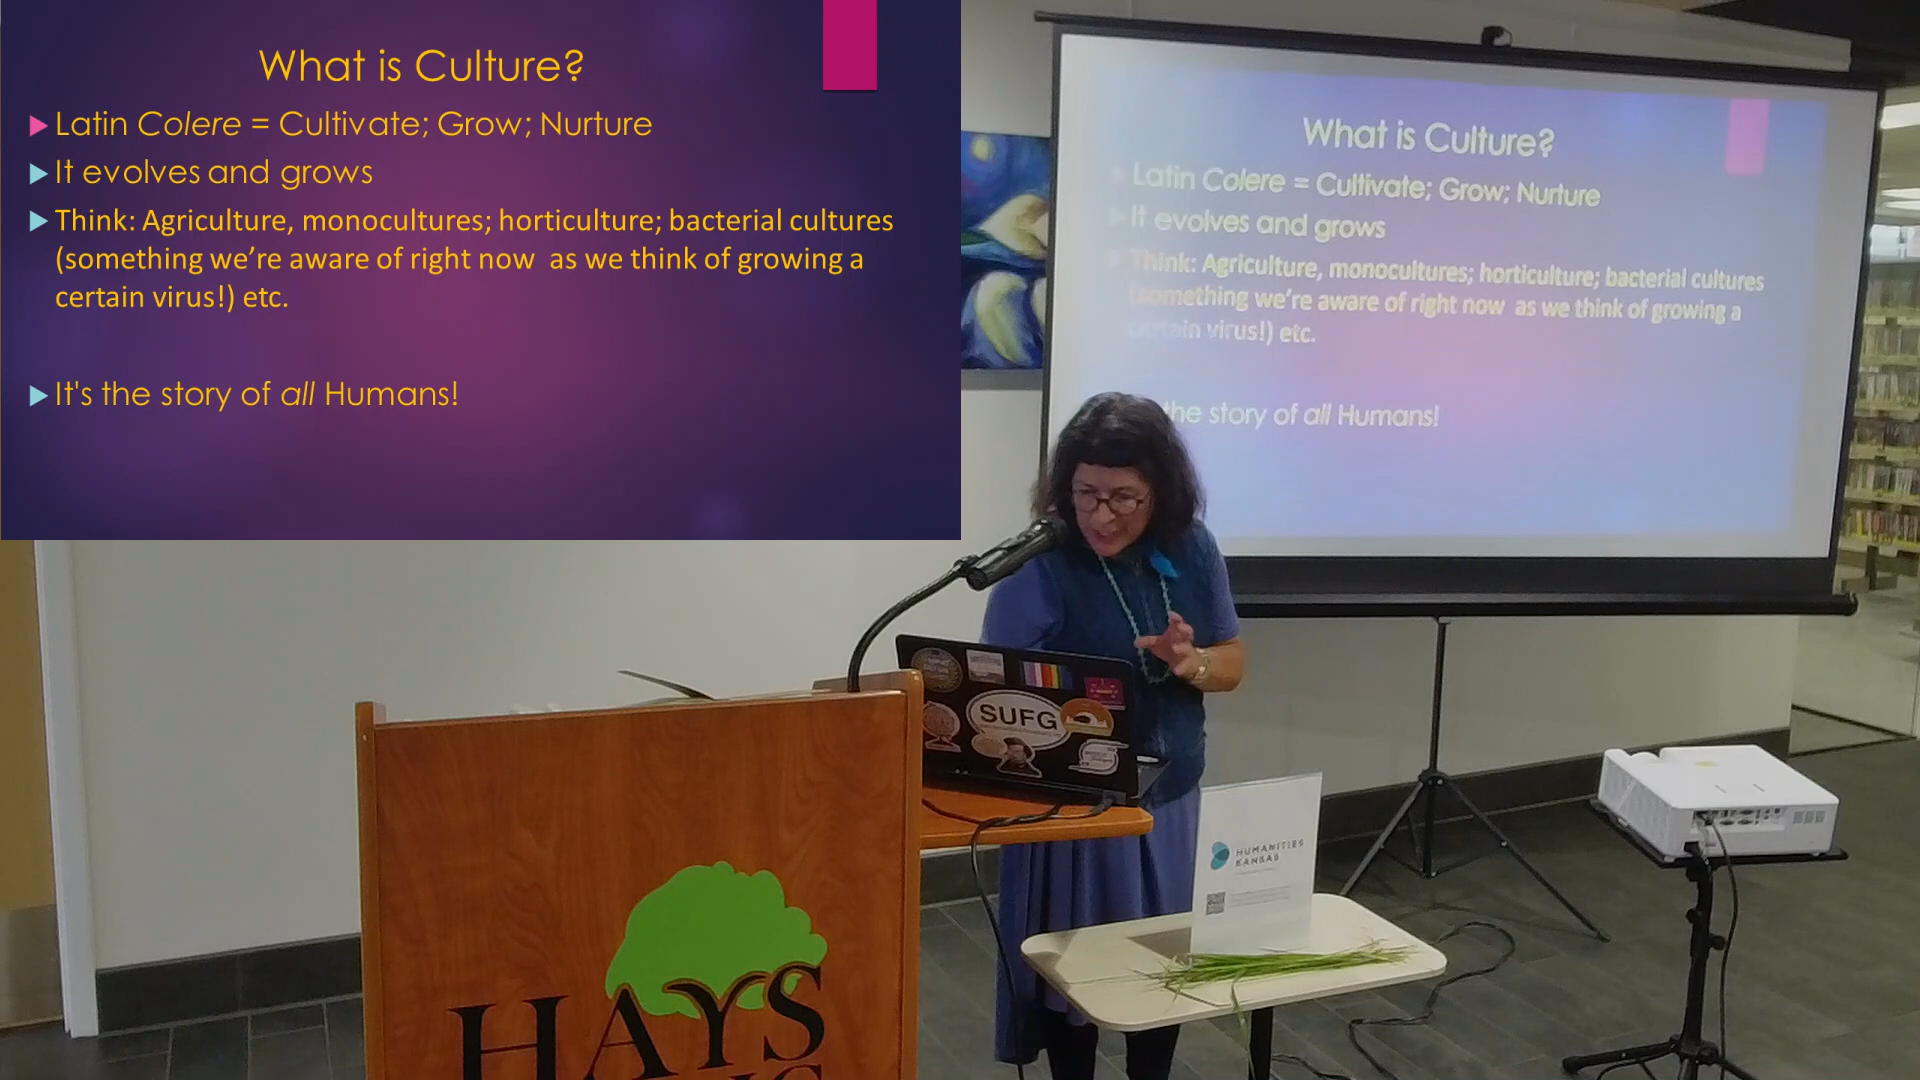 What is Culture?
Latin Colere = Cultivate; Grow; Nurture
It evolves and grows
Think: Agriculture, monocultures; horticulture; bacterial cultures
(something we're aware of right now  as we think of growing a
certain virus!) etc.
It's the story of all Humans!
What is Culture?
Latin Colere = Cultivate; Grow; Nurture
It evolves and grows
Think: Agriculture, monocultures; horticulture; bacterial cultures
(something we're aware of right now  as we think of growing a
certain virus!) etc.
the story of all Humans!
SUFG
HUMANITIES
KANSAS
HAYS